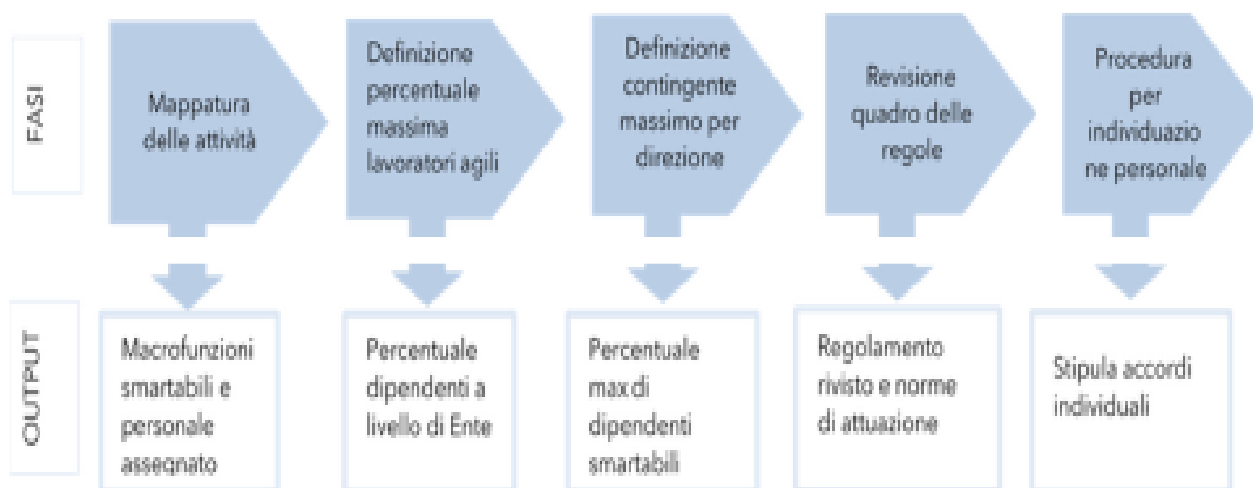 FASI
Mappatura
delle attività
Definizione
percentuale
massima
lavoratori agili
Definizione
contingente
massimo per
direzione
Revisione
quadro delle
regole
Procedura
per
individuazio
ne personale
OUTPUT
Macrofunzioni
smartabili e
personale
assegnato
Percentuale
dipendenti a
livello di Ente
Percentuale
max di
dipendenti
smartabili
Regolamento
rivisto e norme
di attuazione
Stipula accordi
individuali